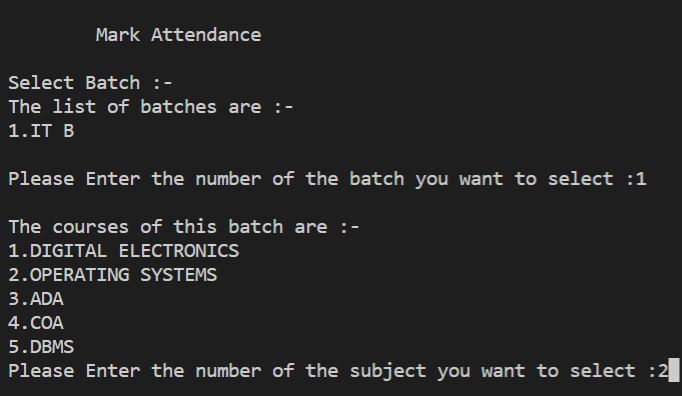 Mark Attendance
Select Batch :-
The list of batches are :-
1.IT B
Please Enter the number of the batch you want to select :1
The courses of this batch are :-
1.DIGITAL ELECTRONICS
2.OPERATING SYSTEMS
3.ADA
4.COA
5.DBMS
Please Enter the number of the subject you want to select :2